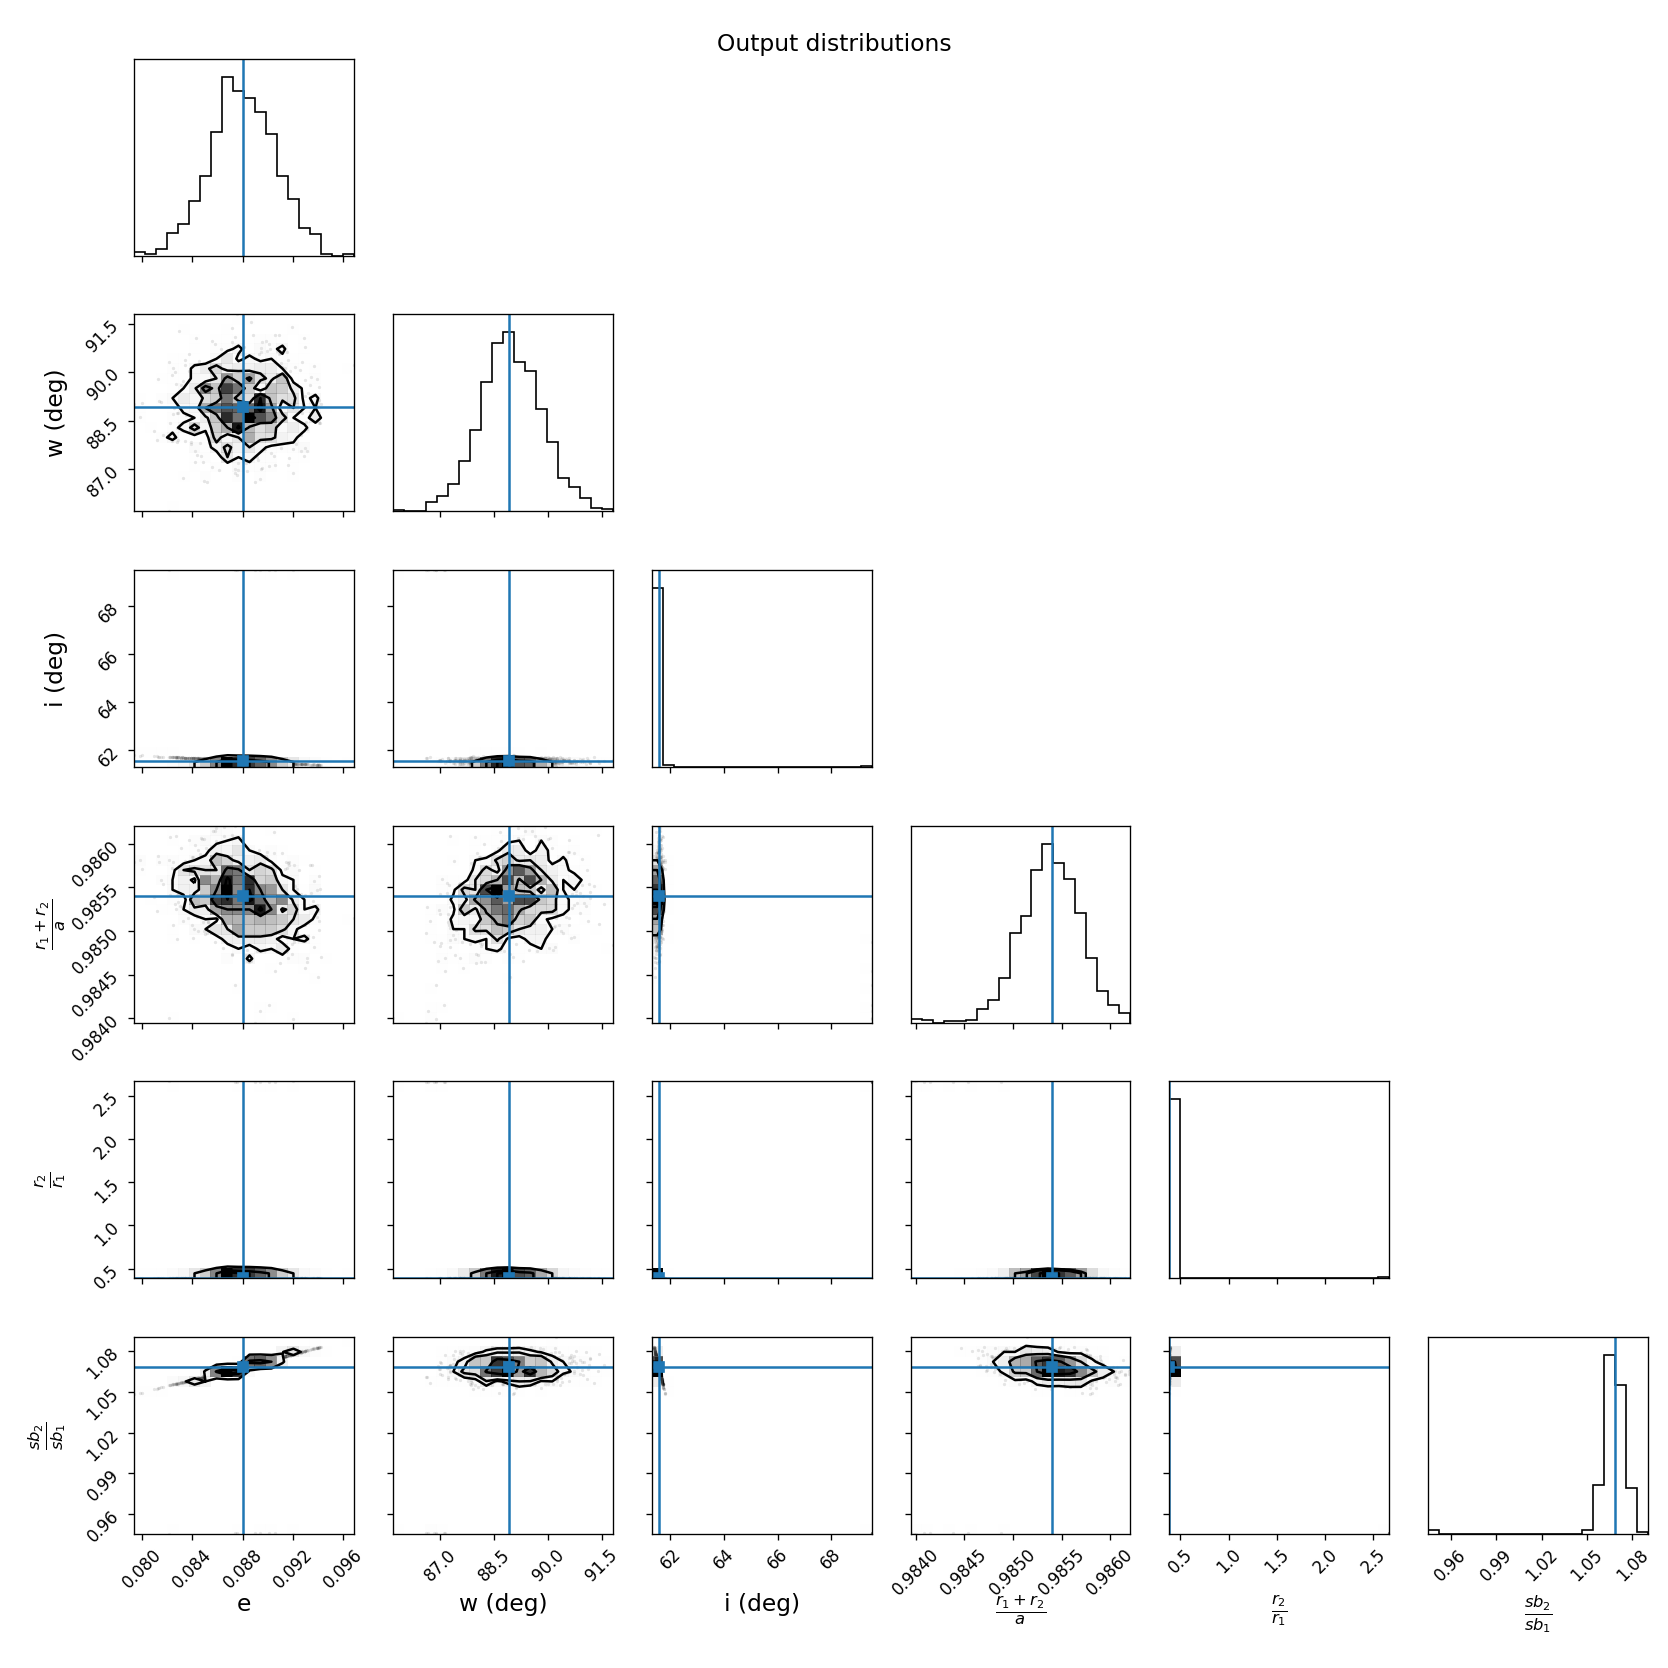 Output distributions
w (deg)
91.5
90.0
88.5
87.0
i (deg)
68
66
64
62
r₁ + r₂
a
0.9860
0.9855
0.9850
0.9845
0.9840
r₂
r₁
2.5
2.0
1.5
1.0
0.5
sb₂
sb₁
1.08
1.05
1.02
0.99
0.96
0.080 0.084 0.088 0.092 0.096
87.0 88.5 90.0 91.5
62 64 66 68
0.9840 0.9845 0.9850 0.9855 0.9860
0.5 1.0 1.5 2.0 2.5
0.96 0.99 1.02 1.05 1.08
e
w (deg)
i (deg)
r₁ + r₂
a
r₂
r₁
sb₂
sb₁